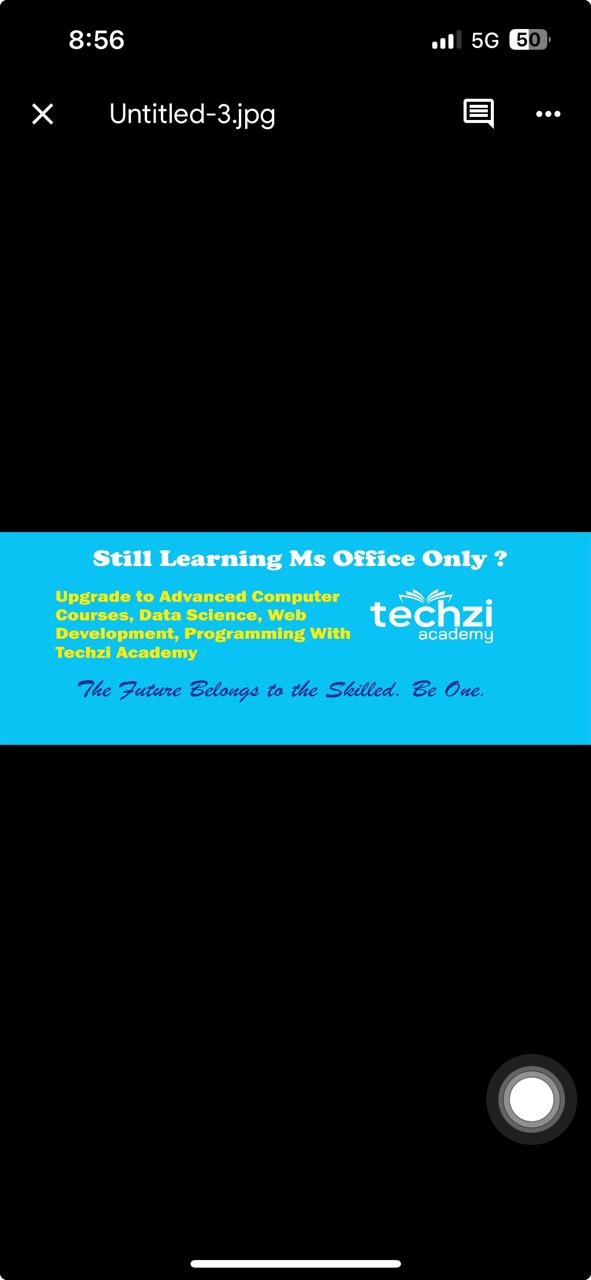 8:56
5G
50
Untitled-3.jpg
Still Learning Ms Office Only ?
Upgrade to Advanced Computer
Courses, Data Science, Web
Development, Programming With
Techzi Academy
techzi
academy
The Future Belongs to the Skilled. Be One.